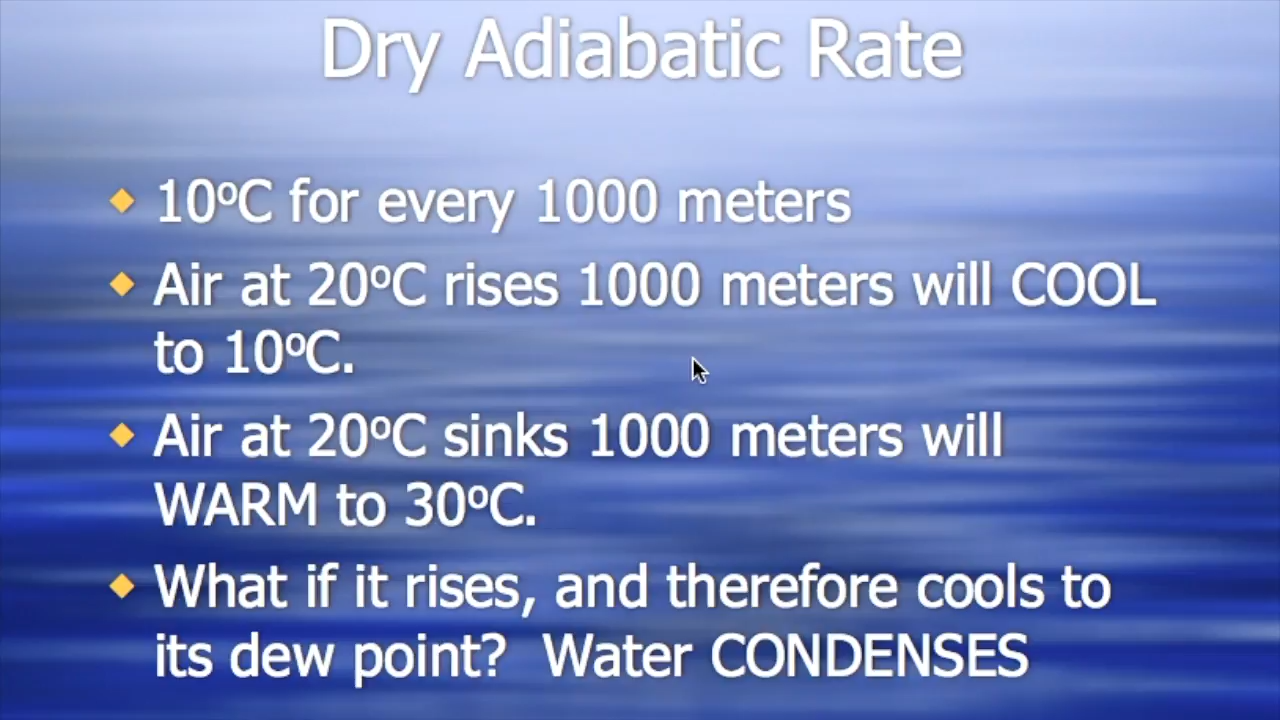 Dry Adiabatic Rate
10ºC for every 1000 meters
Air at 20ºC rises 1000 meters will COOL
to 10ºC.
Air at 20ºC sinks 1000 meters will
WARM to 30ºC.
What if it rises, and therefore cools to
its dew point?  Water CONDENSES